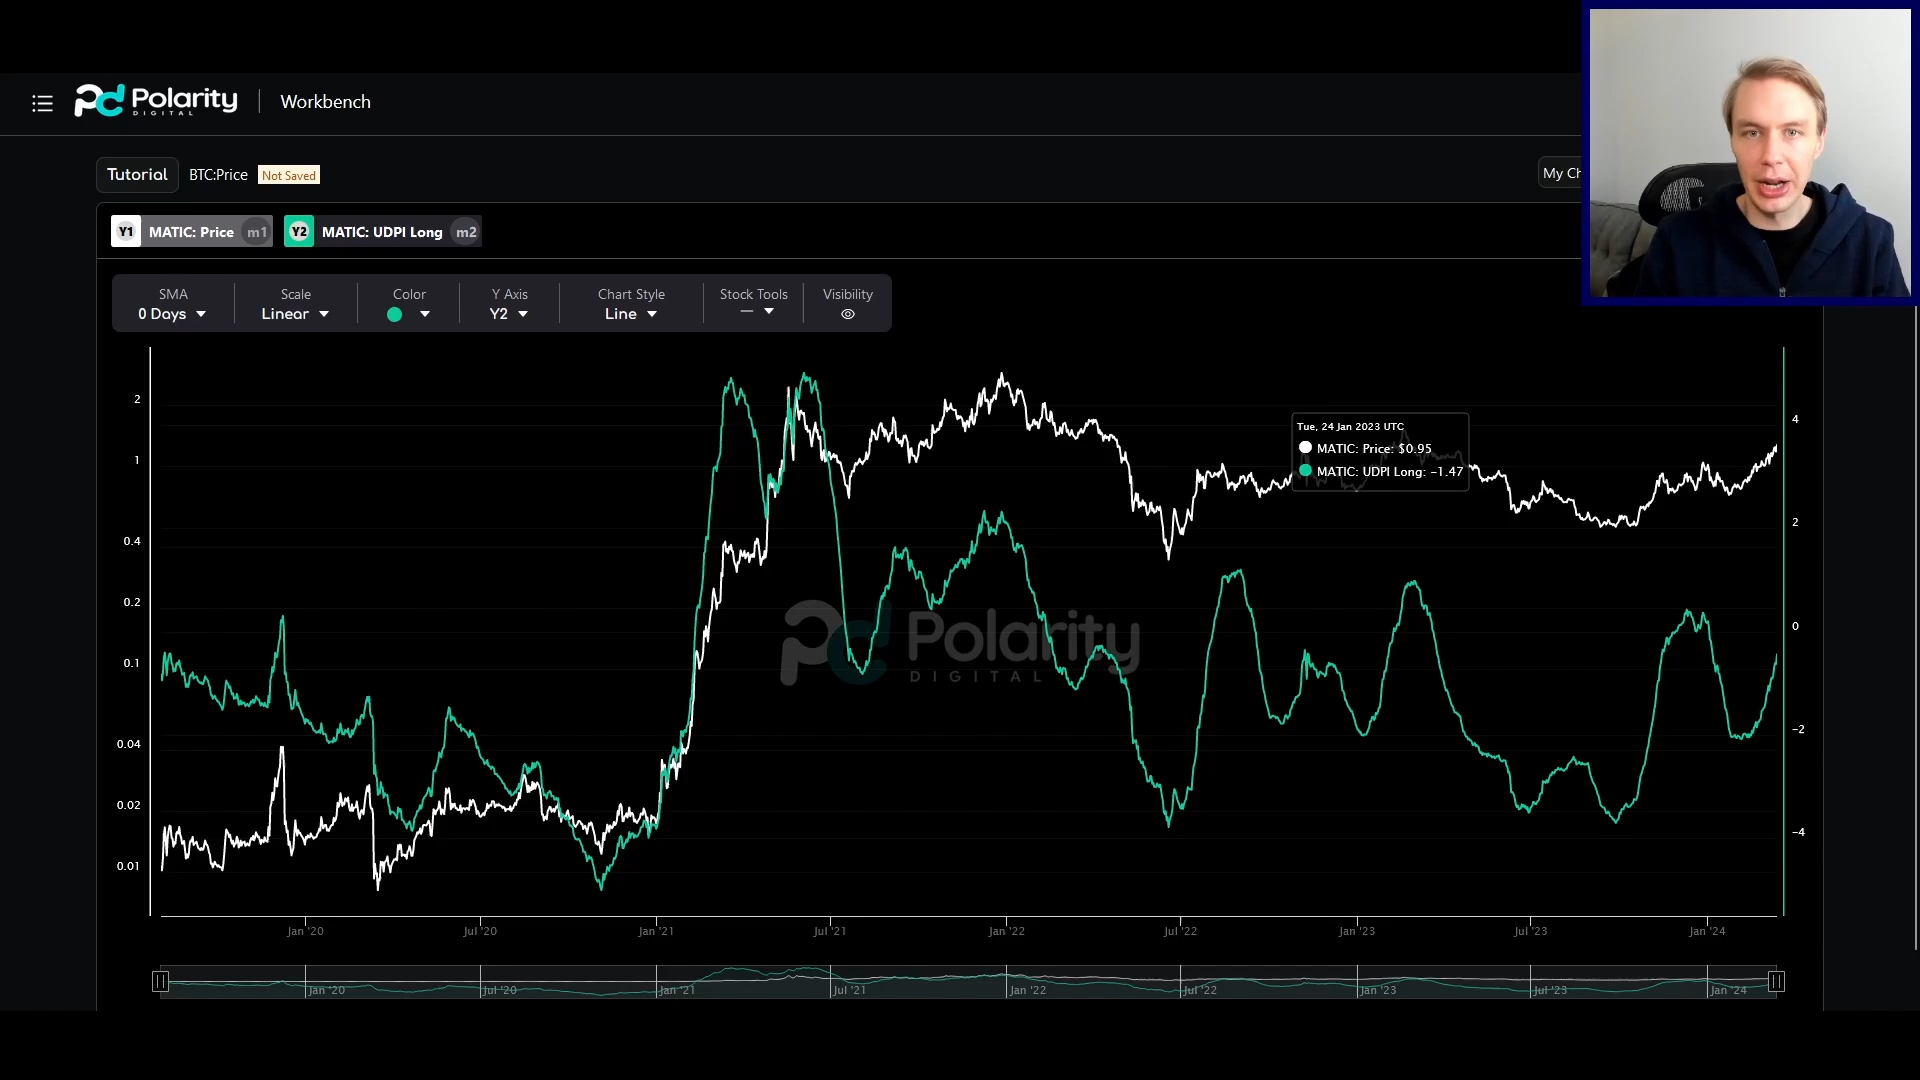 Polarity
DIGITAL
Workbench
Tutorial
BTC:Price
Not Saved
My Ch
Y1 MATIC: Price m1
Y2 MATIC: UDPI Long m2
SMA
0 Days
Scale
Linear
Color
Y Axis
Y2
Chart Style
Line
Stock Tools
—
Visibility
2
1
0.4
0.2
0.1
0.04
0.02
0.01
Tue, 24 Jan 2023 UTC
MATIC: Price: $0.95
MATIC: UDPI Long: -1.47
4
2
0
-2
-4
Polarity
DIGITAL
Jan '20 Jul '20 Jan '21 Jul '21 Jan '22 Jul '22 Jan '23 Jul '23 Jan '24
Jan '20 Jul '20 Jan '21 Jul '21 Jan '22 Jul '22 Jan '23 Jul '23 Jan '24